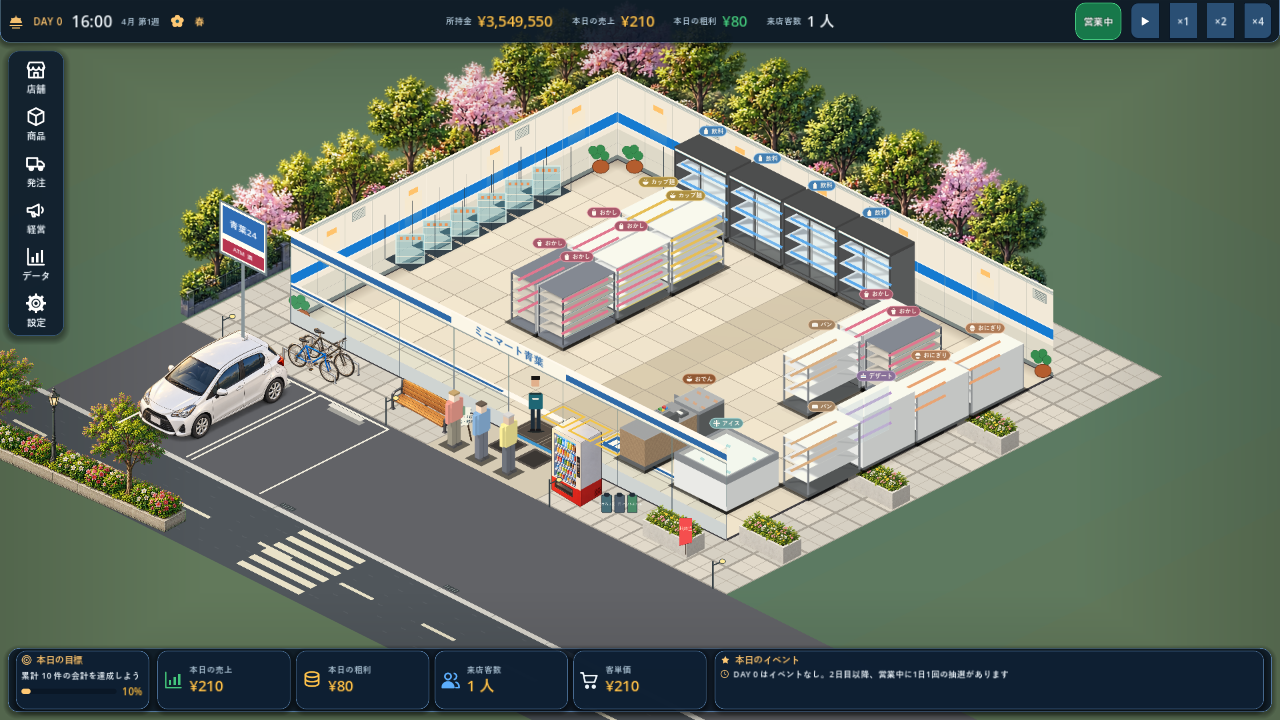 DAY 0 16:00 4月 第1週 春
所持金 ¥3,549,550 本日の売上 ¥210 本日の粗利 ¥80 来店客数 1 人
営業中 ▶ ×1 ×2 ×4
店舗
商品
発注
経営
データ
設定
青葉24
ミニマート青葉
飲料
飲料
飲料
飲料
カップ麺
カップ麺
おかし
おかし
おかし
おかし
おかし
おかし
パン
おにぎり
おにぎり
デザート
おでん
パン
アイス
本日の目標
累計 10 件の会計を達成しよう
10%
本日の売上
¥210
本日の粗利
¥80
来店客数
1 人
客単価
¥210
本日のイベント
DAY 0 はイベントなし。2日目以降、営業中に1日1回の抽選があります